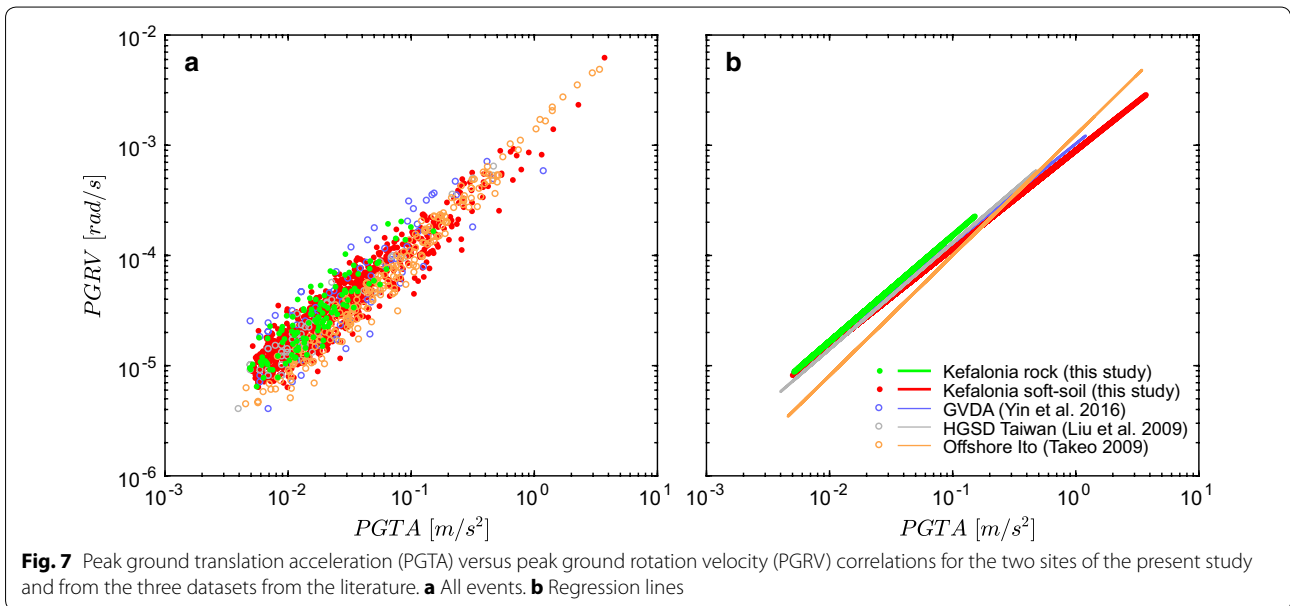 a
b
10^-2
10^-3
10^-4
10^-5
10^-6
PGRV [rad/s]
10^-3 10^-2 10^-1 10^0 10^1
10^-3 10^-2 10^-1 10^0 10^1
PGTA [m/s^2]
PGTA [m/s^2]
Kefalonia rock (this study)
Kefalonia soft-soil (this study)
GVDA (Yin et al. 2016)
HGSD Taiwan (Liu et al. 2009)
Offshore Ito (Takeo 2009)
Fig. 7 Peak ground translation acceleration (PGTA) versus peak ground rotation velocity (PGRV) correlations for the two sites of the present study
and from the three datasets from the literature. a All events. b Regression lines